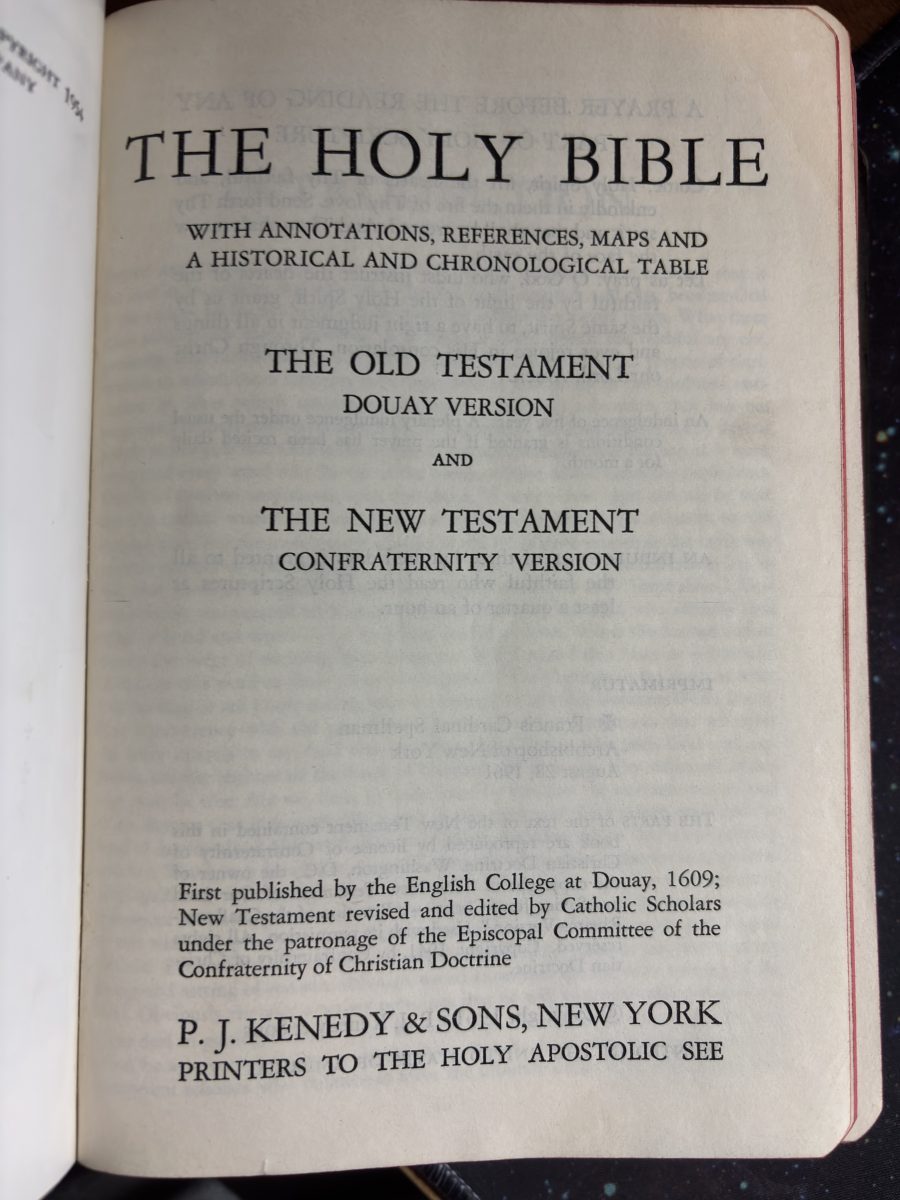 PYRIGHT 1954
PANY
THE HOLY BIBLE
WITH ANNOTATIONS, REFERENCES, MAPS AND
A HISTORICAL AND CHRONOLOGICAL TABLE
THE OLD TESTAMENT
DOUAY VERSION
AND
THE NEW TESTAMENT
CONFRATERNITY VERSION
First published by the English College at Douay, 1609;
New Testament revised and edited by Catholic Scholars
under the patronage of the Episcopal Committee of the
Confraternity of Christian Doctrine
P. J. KENEDY & SONS, NEW YORK
PRINTERS TO THE HOLY APOSTOLIC SEE